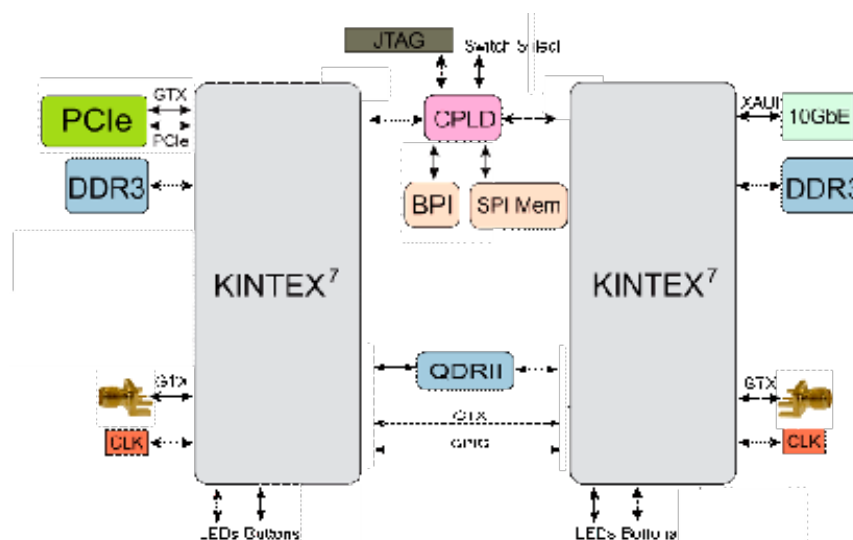 JTAG
Switch Select
GTX
PCIe
PCIe
CPLD
XAUI
10GbE
DDR3
BPI
SPI Mem
DDR3
KINTEX7
KINTEX7
GTX
QDRII
GTX
CLK
GTX
GPIO
CLK
LEDs Buttons
LEDs Buttons